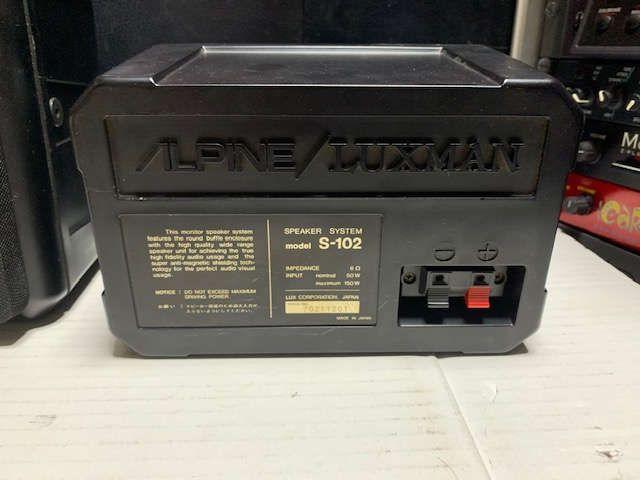 ALPINE/LUXMAN
This monitor speaker system
features the round buffle enclosure
with the high quality wide range
speaker unit for achieving the true
high fidelity audio usage and the
super anti-magnetic shielding tech-
nology for the perfect audio visual
usage.
NOTICE : DO NOT EXCEED MAXIMUM
DRIVING POWER.
SPEAKER SYSTEM
model S-102
IMPEDANCE 6Ω
INPUT nominal 50W
maximum 150W
LUX CORPORATION, JAPAN
MADE IN JAPAN
− +